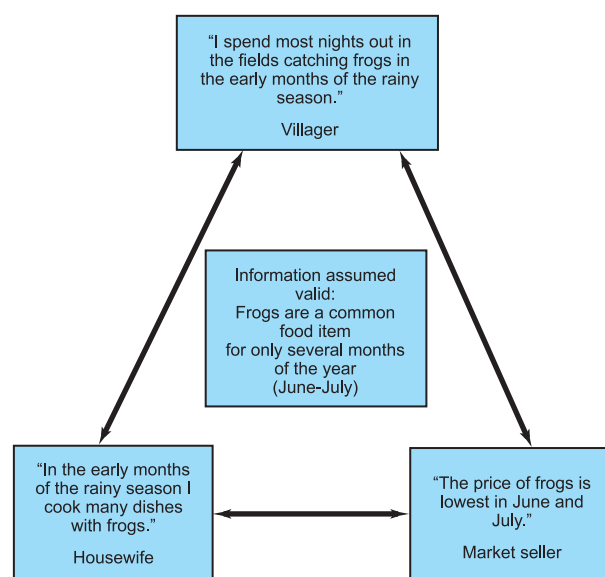 “I spend most nights out in
the fields catching frogs in
the early months of the rainy
season.”
Villager
Information assumed
valid:
Frogs are a common
food item
for only several months
of the year
(June-July)
“In the early months
of the rainy season I
cook many dishes
with frogs.”
Housewife
“The price of frogs is
lowest in June and
July.”
Market seller